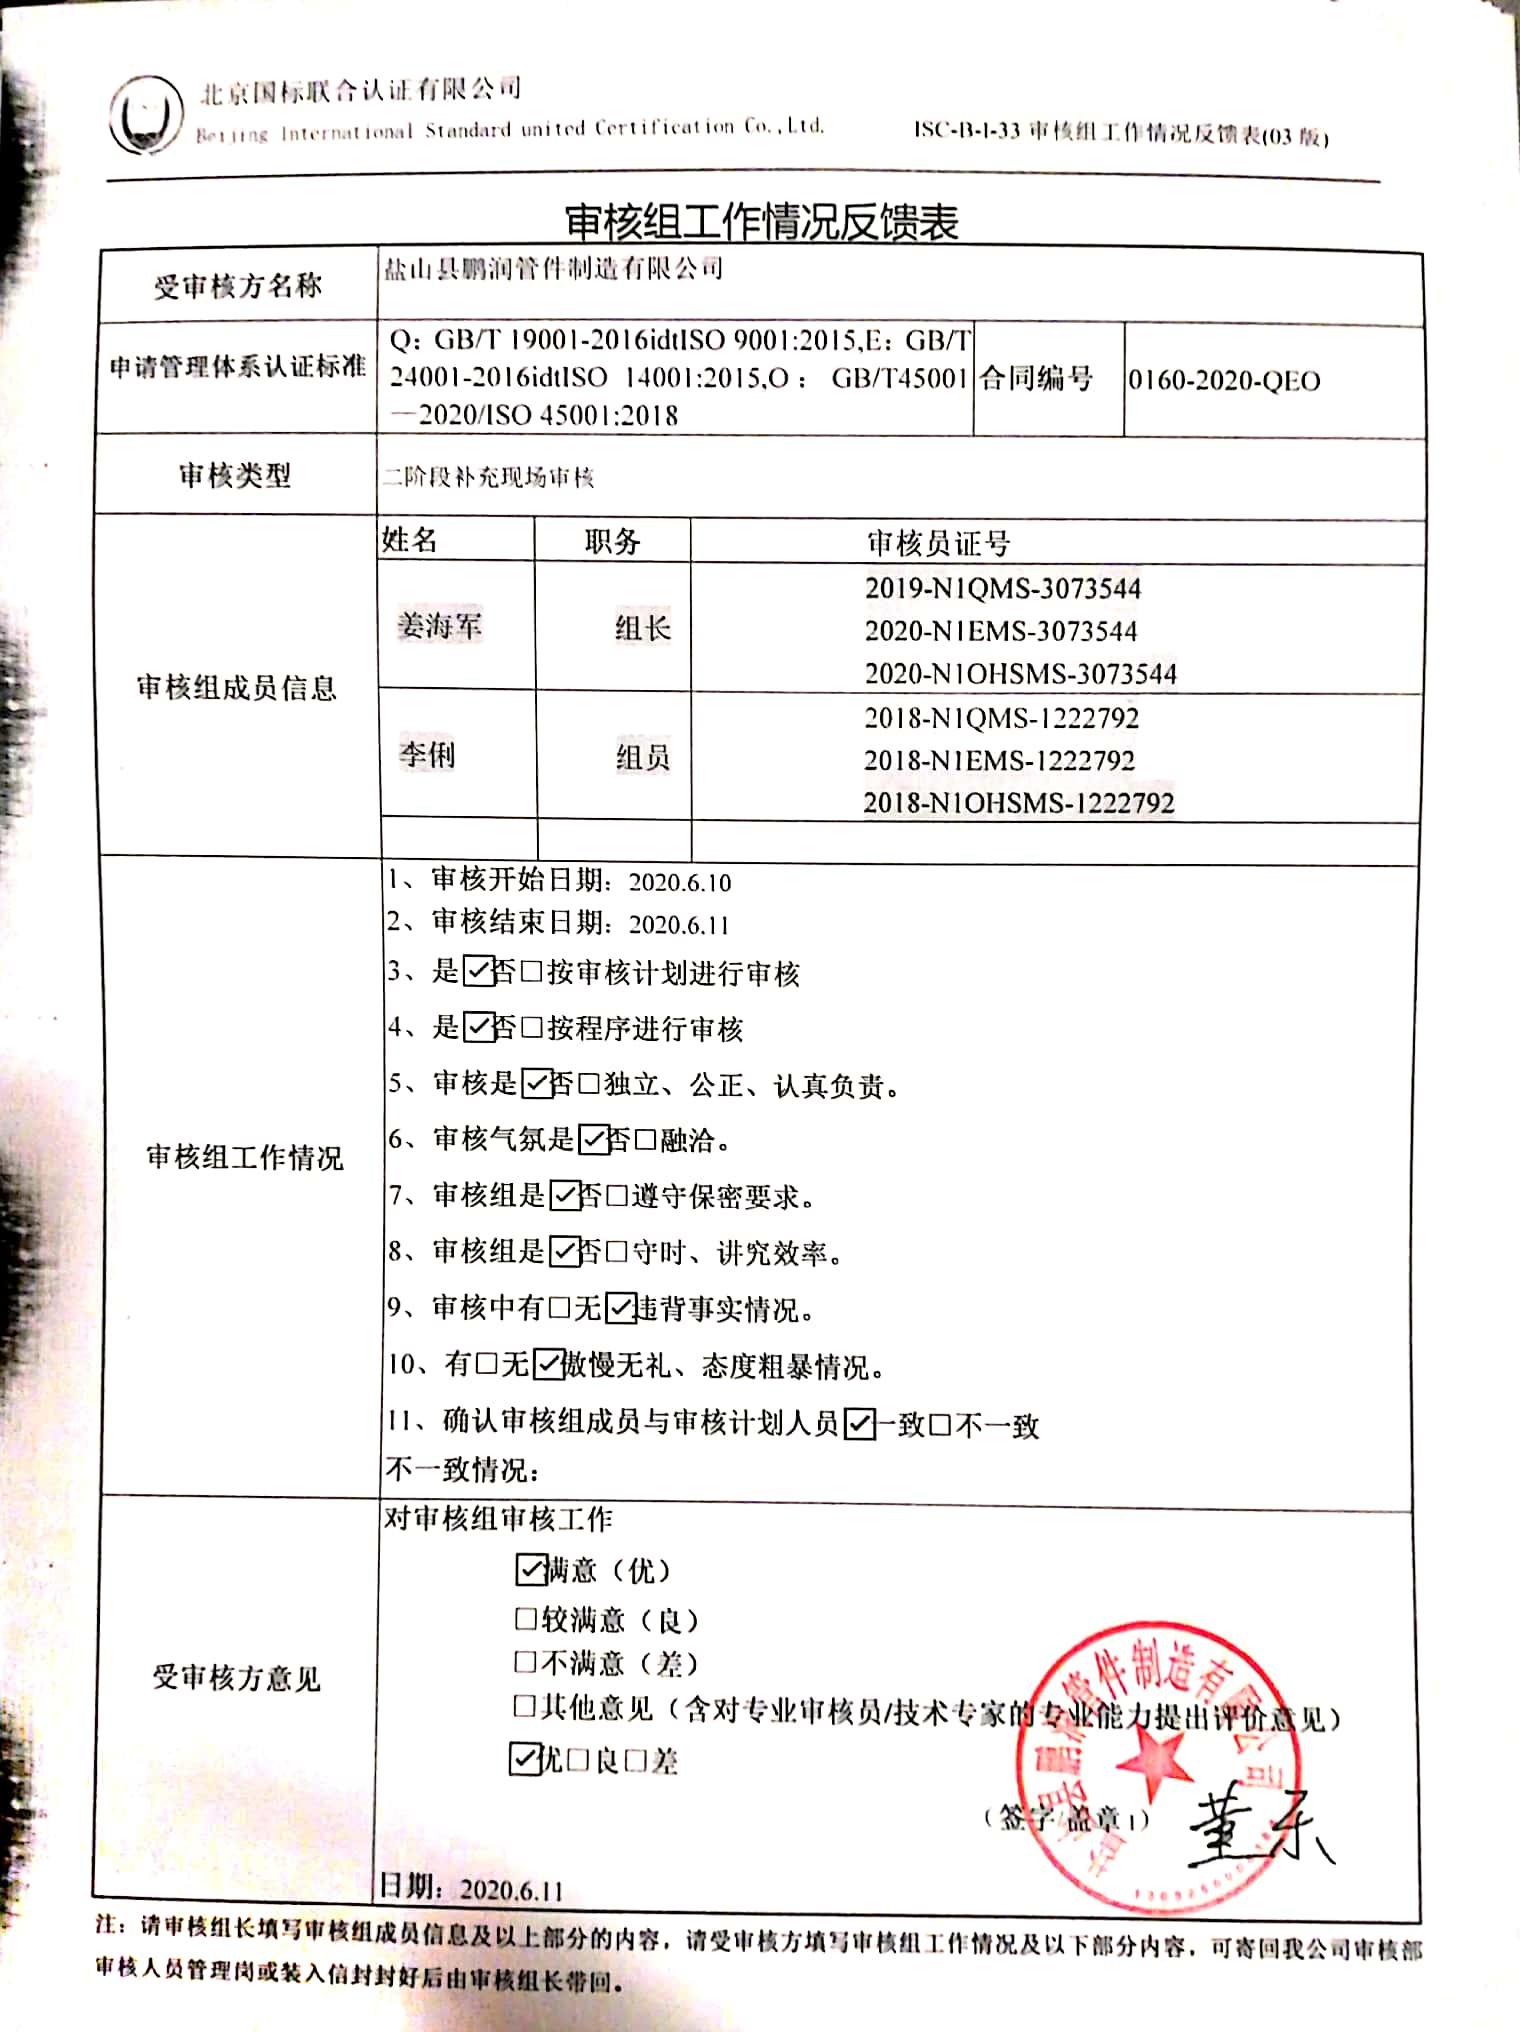 北京国标联合认证有限公司
Beijing International Standard united Certification Co.,Ltd.
ISC-B-I-33 审核组工作情况反馈表(03 版)
审核组工作情况反馈表
受审核方名称
盐山县鹏润管件制造有限公司
申请管理体系认证标准
Q：GB/T 19001-2016idtISO 9001:2015,E：GB/T
24001-2016idtISO 14001:2015,O：GB/T45001
—2020/ISO 45001:2018
合同编号
0160-2020-QEO
审核类型
二阶段补充现场审核
审核组成员信息
姓名 职务 审核员证号
姜海军 组长
2019-N1QMS-3073544
2020-N1EMS-3073544
2020-N1OHSMS-3073544
李俐 组员
2018-N1QMS-1222792
2018-N1EMS-1222792
2018-N1OHSMS-1222792
审核组工作情况
1、审核开始日期：2020.6.10
2、审核结束日期：2020.6.11
3、是☑否□按审核计划进行审核
4、是☑否□按程序进行审核
5、审核是☑否□独立、公正、认真负责。
6、审核气氛是☑否□融洽。
7、审核组是☑否□遵守保密要求。
8、审核组是☑否□守时、讲究效率。
9、审核中有□无☑违背事实情况。
10、有□无☑傲慢无礼、态度粗暴情况。
11、确认审核组成员与审核计划人员☑一致□不一致
不一致情况：
受审核方意见
对审核组审核工作
☑满意（优）
□较满意（良）
□不满意（差）
□其他意见（含对专业审核员/技术专家的专业能力提出评价意见）
☑优□良□差
（签字/盖章1）
日期：2020.6.11
盐山县鹏润管件制造有限公司
注：请审核组长填写审核组成员信息及以上部分的内容，请受审核方填写审核组工作情况及以下部分内容，可寄回我公司审核部
审核人员管理岗或装入信封封好后由审核组长带回。